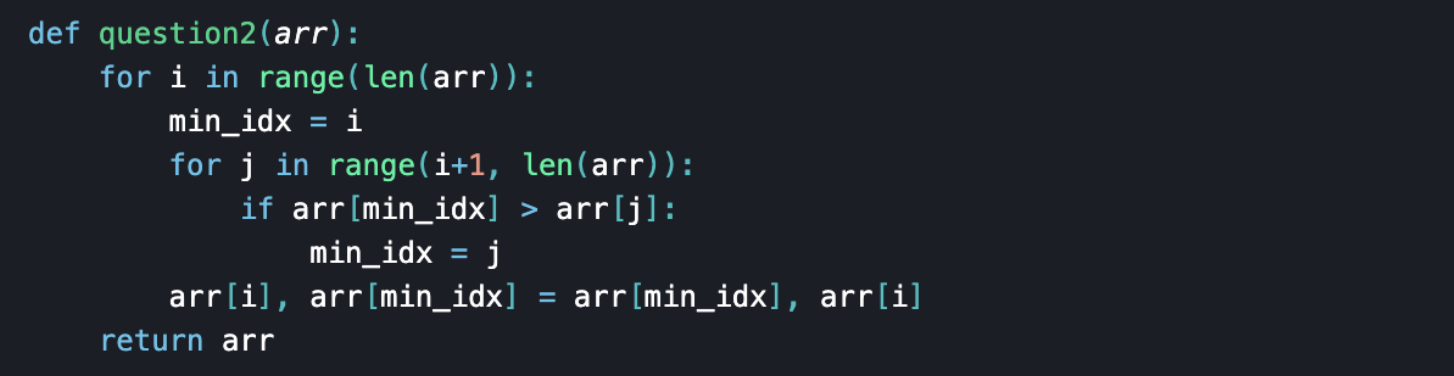 def question2(arr):
    for i in range(len(arr)):
        min_idx = i
        for j in range(i+1, len(arr)):
            if arr[min_idx] > arr[j]:
                min_idx = j
        arr[i], arr[min_idx] = arr[min_idx], arr[i]
    return arr